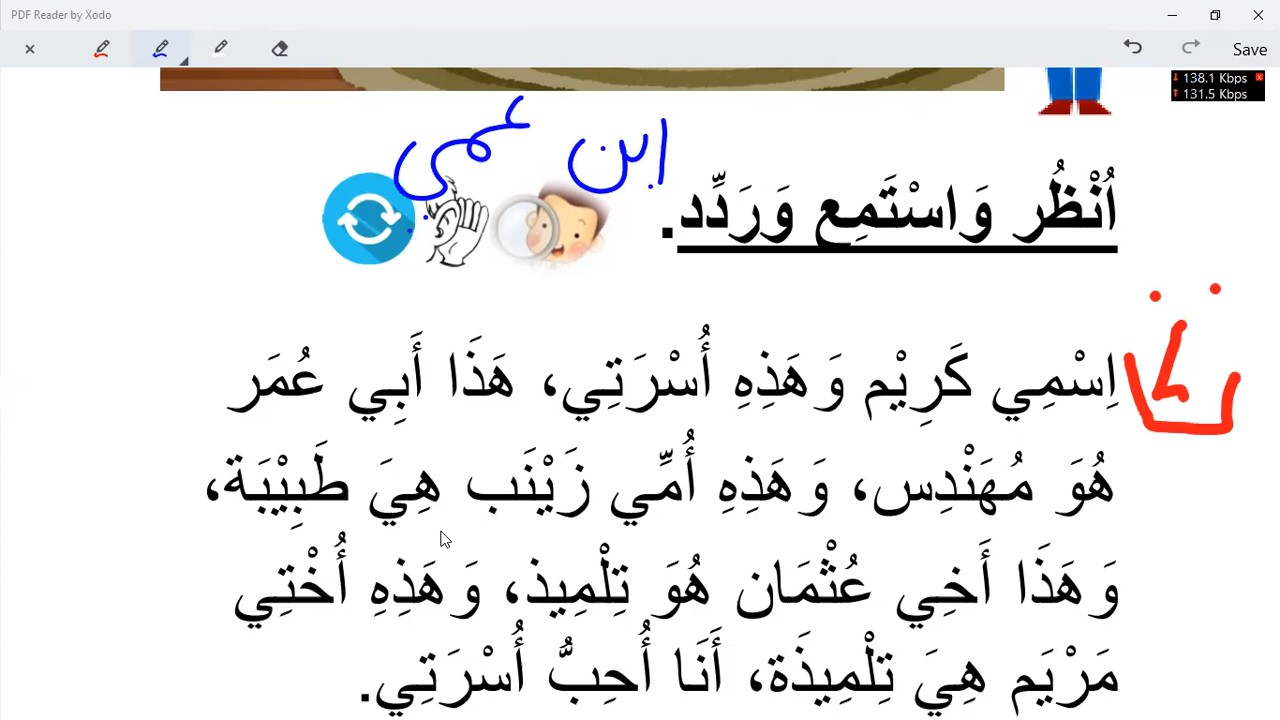 PDF Reader by Xodo
Save
138.1 Kbps
131.5 Kbps
ابن عمي
اُنْظُر وَاسْتَمِع وَرَدِّد.
اِسْمِي كَرِيْم وَهَذِهِ أُسْرَتِي، هَذَا أَبِي عُمَر
هُوَ مُهَنْدِس، وَهَذِهِ أُمِّي زَيْنَب هِيَ طَبِيْبَة،
وَهَذَا أَخِي عُثْمَان هُوَ تِلْمِيذ، وَهَذِهِ أُخْتِي
مَرْيَم هِيَ تِلْمِيذَة، أَنَا أُحِبُّ أُسْرَتِي.